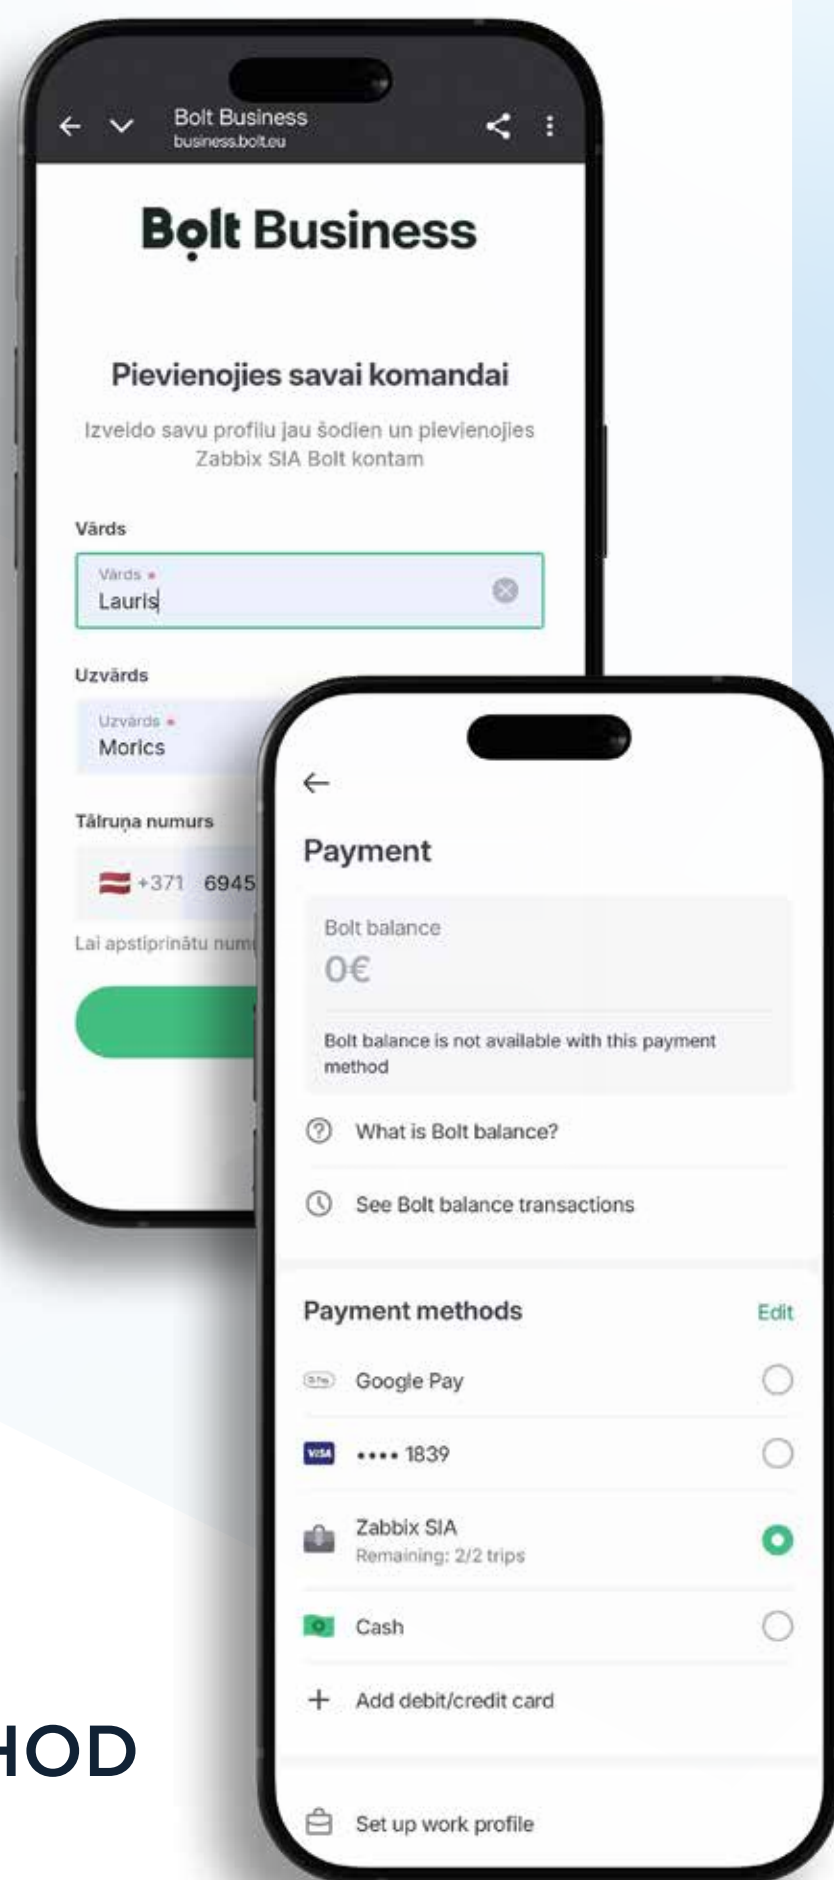 Bolt Business
business.bolt.eu
Bolt Business
Pievienojies savai komandai
Izveido savu profilu jau šodien un pievienojies
Zabbix SIA Bolt kontam
Vārds
Vārds •
Lauris
Uzvārds
Uzvārds •
Morics
Tālruņa numurs
+371 6945
Lai apstiprinātu
Payment
Bolt balance
0€
Bolt balance is not available with this payment
method
What is Bolt balance?
See Bolt balance transactions
Payment methods Edit
Google Pay
VISA •••• 1839
Zabbix SIA
Remaining: 2/2 trips
Cash
+ Add debit/credit card
Set up work profile
HOD